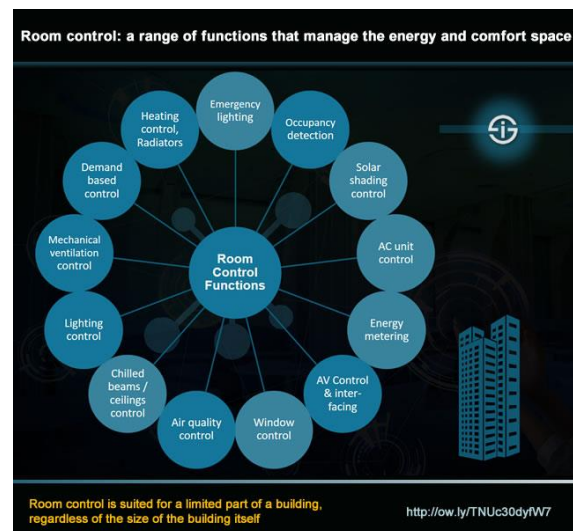 Room control: a range of functions that manage the energy and comfort space
Emergency
lighting
Occupancy
detection
Solar
shading
control
AC unit
control
Energy
metering
AV Control
& inter-
facing
Window
control
Air quality
control
Chilled
beams /
ceilings
control
Lighting
control
Mechanical
ventilation
control
Demand
based
control
Heating
control,
Radiators
Room
Control
Functions
Room control is suited for a limited part of a building,
regardless of the size of the building itself
http://ow.ly/TNUc30dyfW7